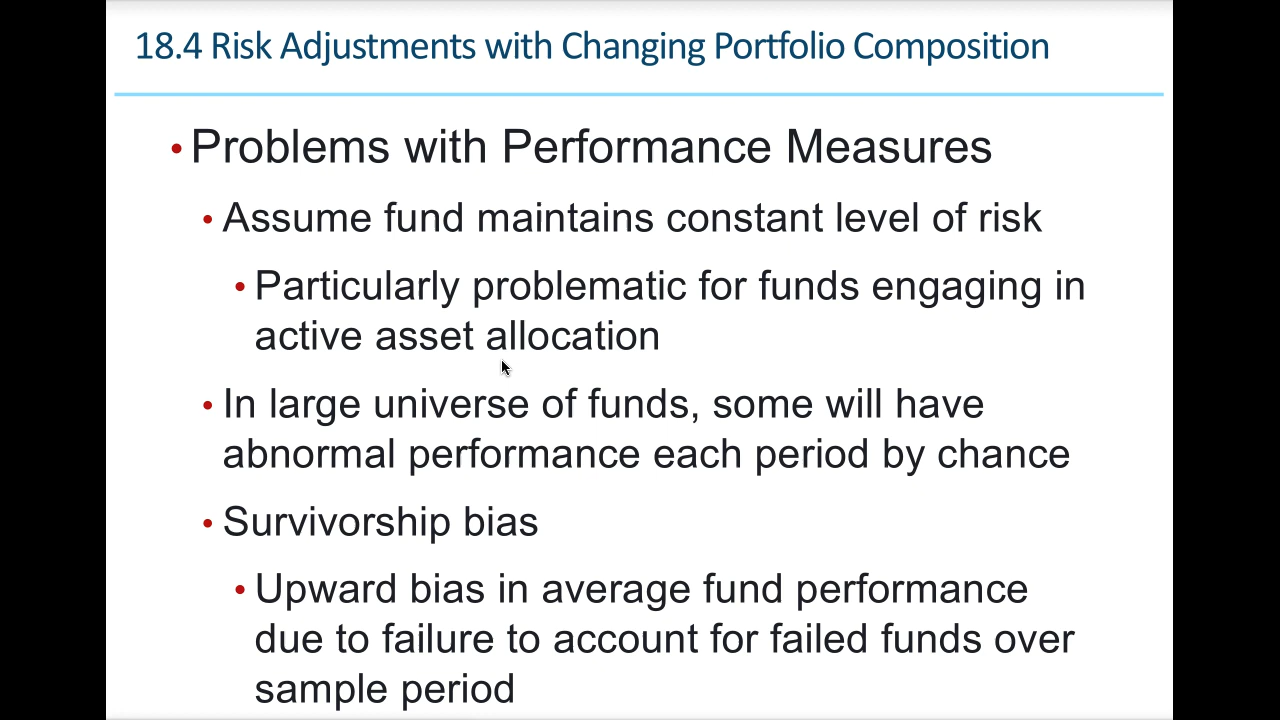 18.4 Risk Adjustments with Changing Portfolio Composition
• Problems with Performance Measures
• Assume fund maintains constant level of risk
• Particularly problematic for funds engaging in
active asset allocation
• In large universe of funds, some will have
abnormal performance each period by chance
• Survivorship bias
• Upward bias in average fund performance
due to failure to account for failed funds over
sample period